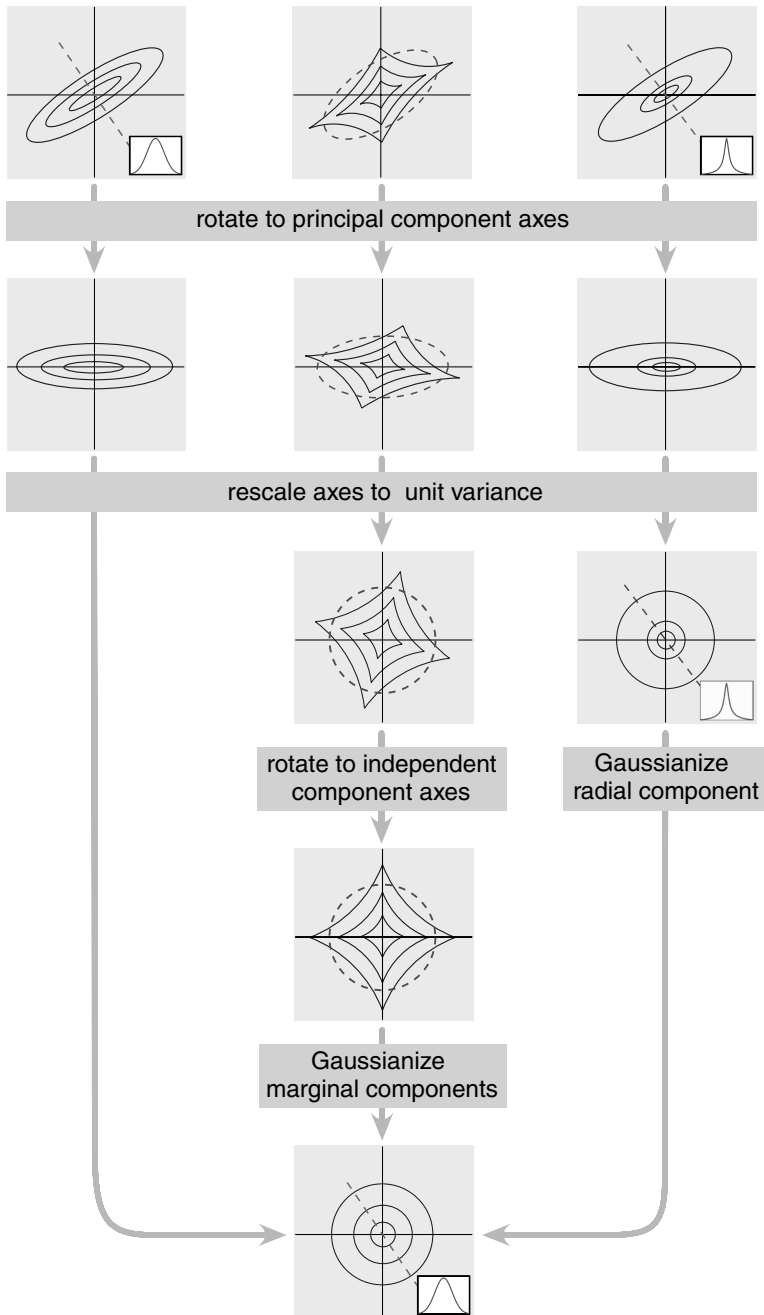 rotate to principal component axes
rescale axes to unit variance
rotate to independent
component axes
Gaussianize
radial component
Gaussianize
marginal components